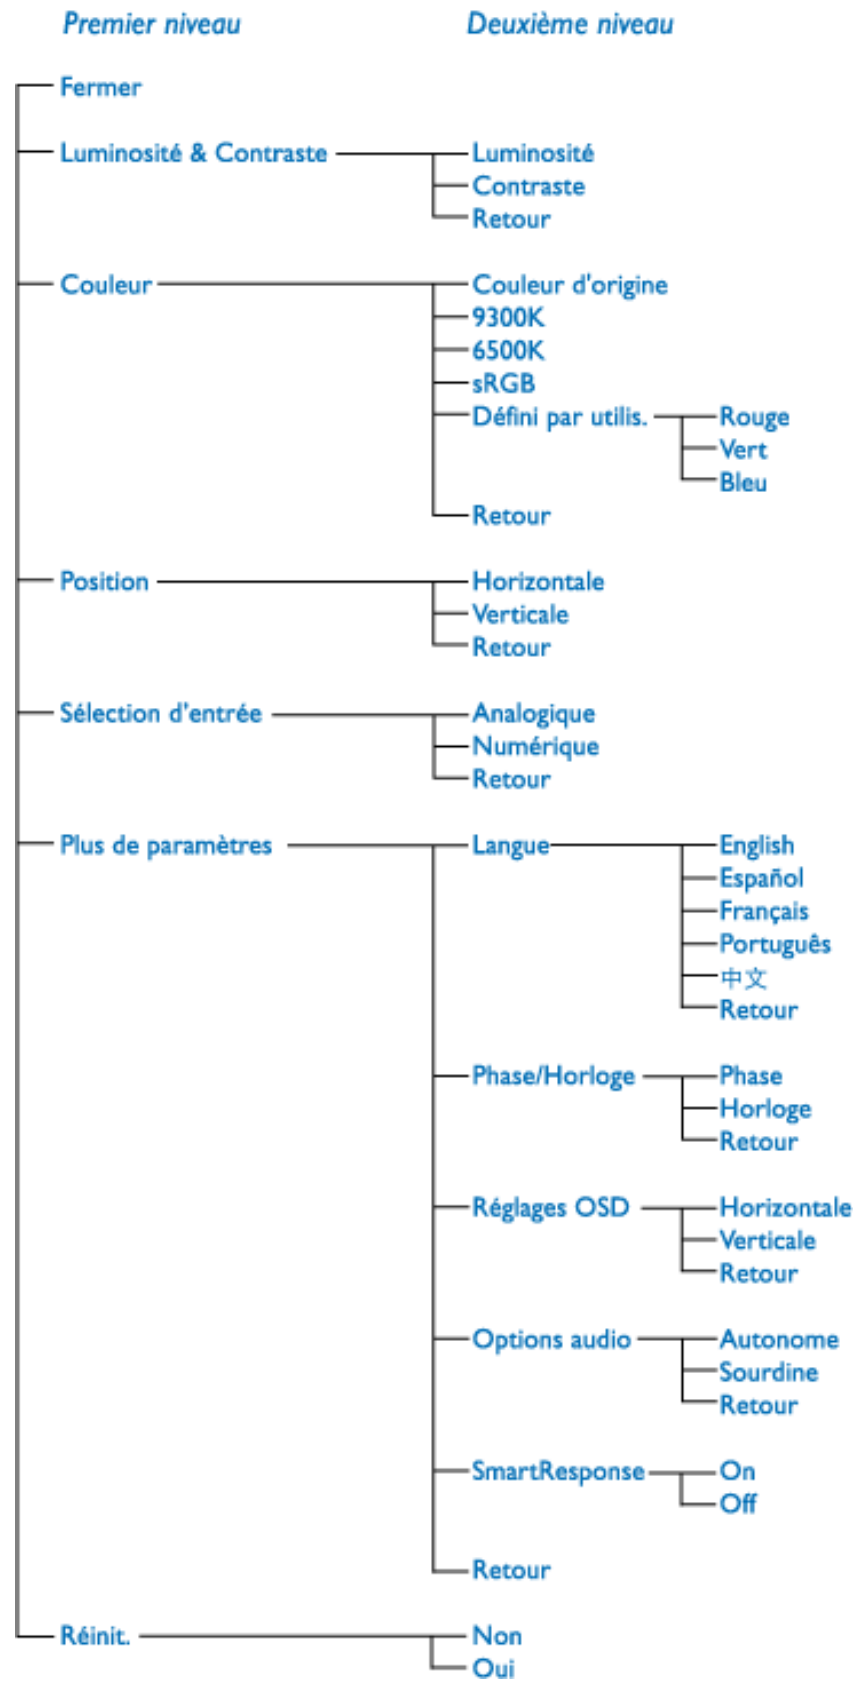 Premier niveau Deuxième niveau
Fermer
Luminosité & Contraste Luminosité
Contraste
Retour
Couleur Couleur d'origine
9300K
6500K
sRGB
Défini par utilis. Rouge
Vert
Bleu
Retour
Position Horizontale
Verticale
Retour
Sélection d'entrée Analogique
Numérique
Retour
Plus de paramètres Langue English
Español
Français
Português
中文
Retour
Phase/Horloge Phase
Horloge
Retour
Réglages OSD Horizontale
Verticale
Retour
Options audio Autonome
Sourdine
Retour
SmartResponse On
Off
Retour
Réinit. Non
Oui